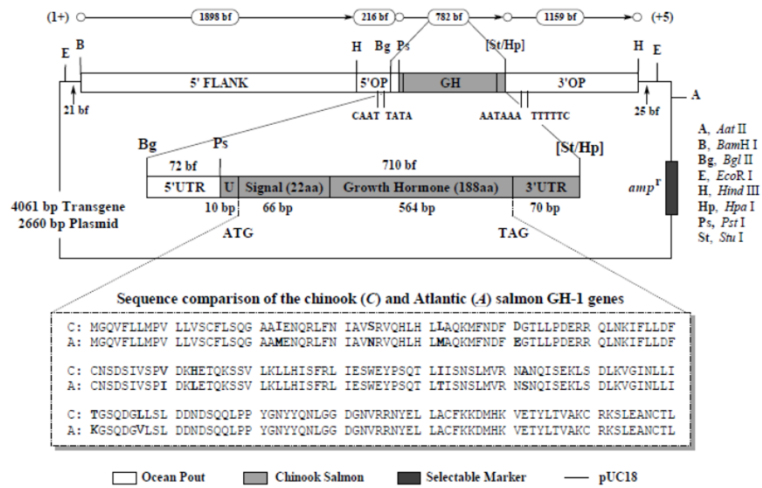 (1+) 1898 bf 216 bf 782 bf 1159 bf (+5)
E B H Bg Ps [St/Hp] H E
5' FLANK 5'OP GH 3'OP
21 bf CAAT TATA AATAAA TTTTTC 25 bf A
Bg Ps [St/Hp]
72 bf 710 bf
5'UTR U Signal (22aa) Growth Hormone (188aa) 3'UTR
10 bp 66 bp 564 bp 70 bp
ATG TAG
4061 bp Transgene
2660 bp Plasmid
amp r
A, Aat II
B, BamH I
Bg, Bgl II
E, EcoR I
H, Hind III
Hp, Hpa I
Ps, Pst I
St, Stu I
Sequence comparison of the chinook (C) and Atlantic (A) salmon GH-1 genes
C: MGQVFLLMPV LLVSCFLSQG AAIENQRLFN IAVSRVQHLH LLAQKMFNDF DGTLLPDERR QLNKIFLLDF
A: MGQVFLLMPV LLVSCFLSQG AAMENQRLFN IAVNRVQHLH LMAQKMFNDF EGTLLPDERR QLNKIFLLDF
C: CNSDSIVSPV DKHETQKSSV LKLLHISFRL IESWEYPSQT LIISNSLMVR NANQISEKLS DLKVGINLLI
A: CNSDSIVSPI DKLETQKSSV LKLLHISFRL IESWEYPSQT LTISNSLMVR NSNQISEKLS DLKVGINLLI
C: TGSQDGLLSL DDNDSQQLPP YGNYYQNLGG DGNVRRNYEL LACFKKDMHK VETYLTVAKC RKSLEANCTL
A: KGSQDGVLSL DDNDSQQLPP YGNYYQNLGG DGNVRRNYEL LACFKKDMHK VETYLTVAKC RKSLEANCTL
Ocean Pout Chinook Salmon Selectable Marker pUC18